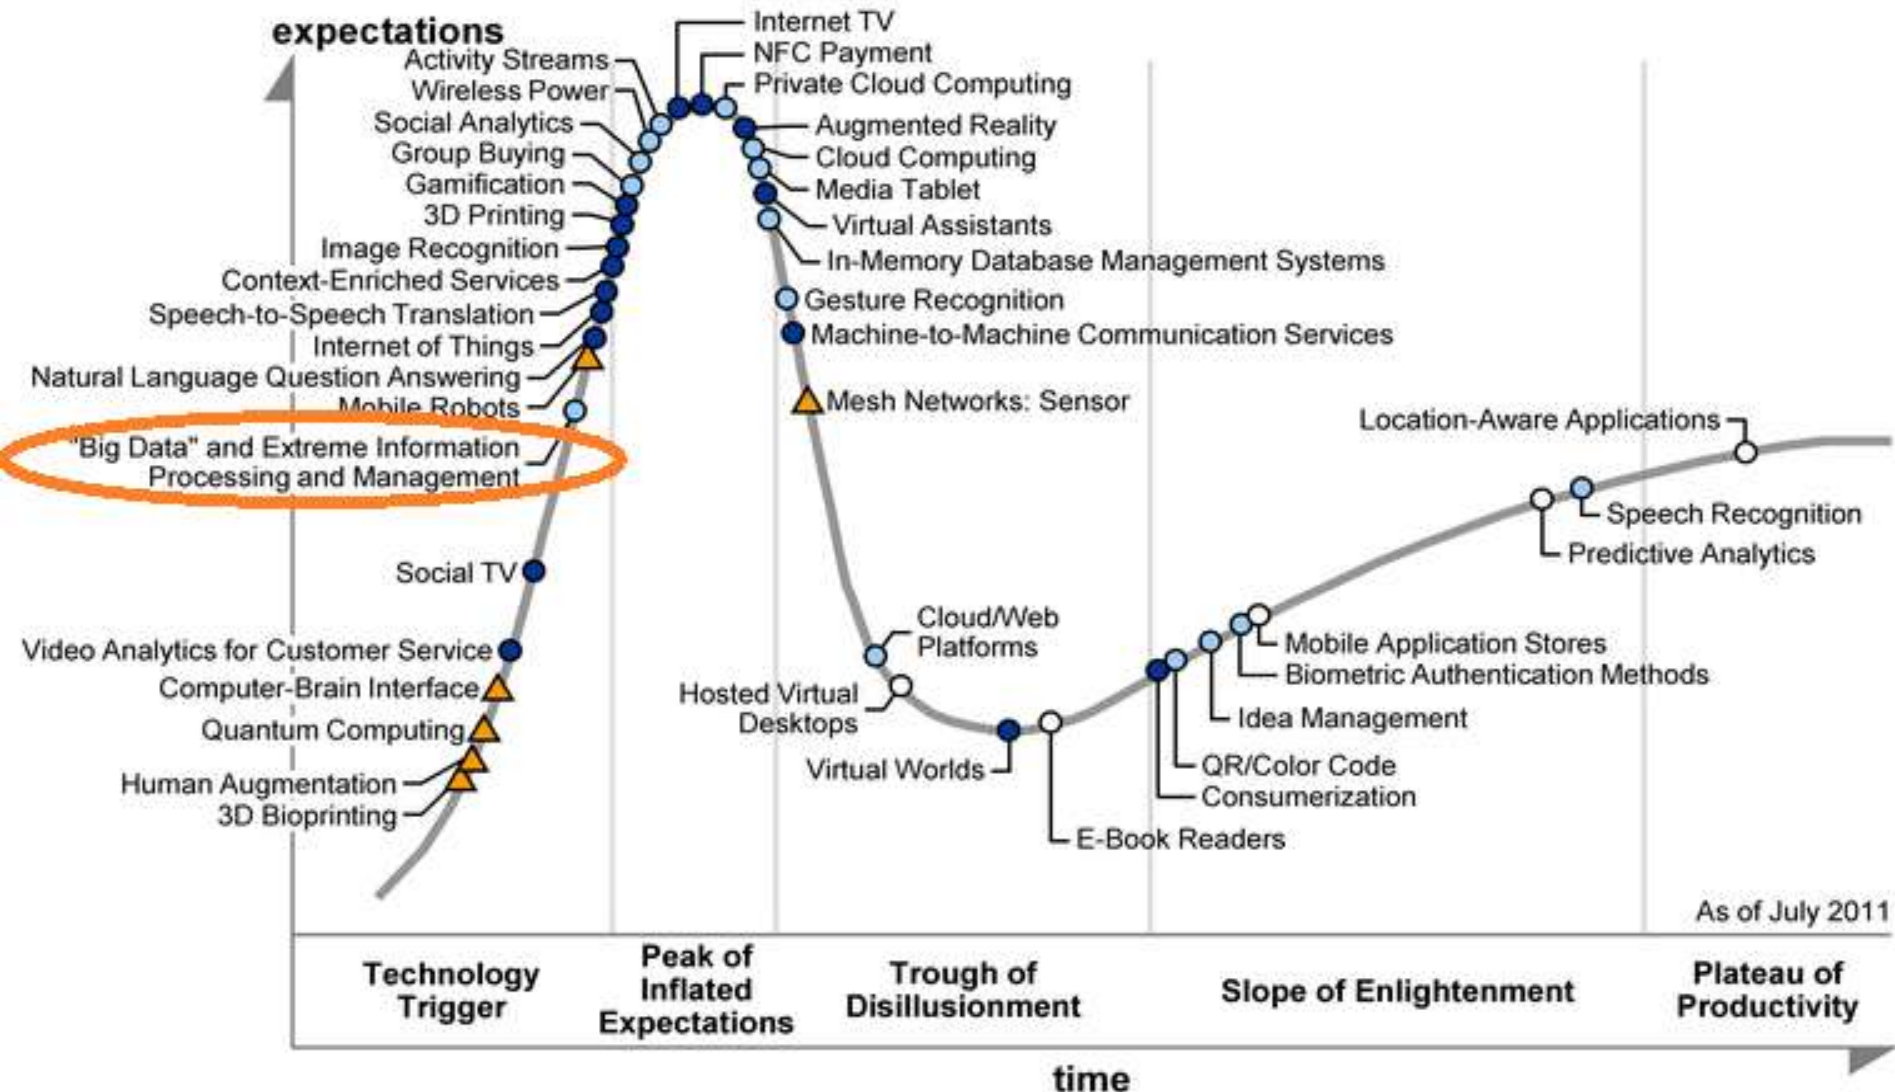 expectations
Activity Streams
Wireless Power
Social Analytics
Group Buying
Gamification
3D Printing
Image Recognition
Context-Enriched Services
Speech-to-Speech Translation
Internet of Things
Natural Language Question Answering
Mobile Robots
"Big Data" and Extreme Information
Processing and Management
Social TV
Video Analytics for Customer Service
Computer-Brain Interface
Quantum Computing
Human Augmentation
3D Bioprinting
Internet TV
NFC Payment
Private Cloud Computing
Augmented Reality
Cloud Computing
Media Tablet
Virtual Assistants
In-Memory Database Management Systems
Gesture Recognition
Machine-to-Machine Communication Services
Mesh Networks: Sensor
Cloud/Web
Platforms
Hosted Virtual
Desktops
Virtual Worlds
E-Book Readers
Consumerization
QR/Color Code
Idea Management
Biometric Authentication Methods
Mobile Application Stores
Predictive Analytics
Speech Recognition
Location-Aware Applications
As of July 2011
Technology
Trigger
Peak of
Inflated
Expectations
Trough of
Disillusionment
Slope of Enlightenment
Plateau of
Productivity
time